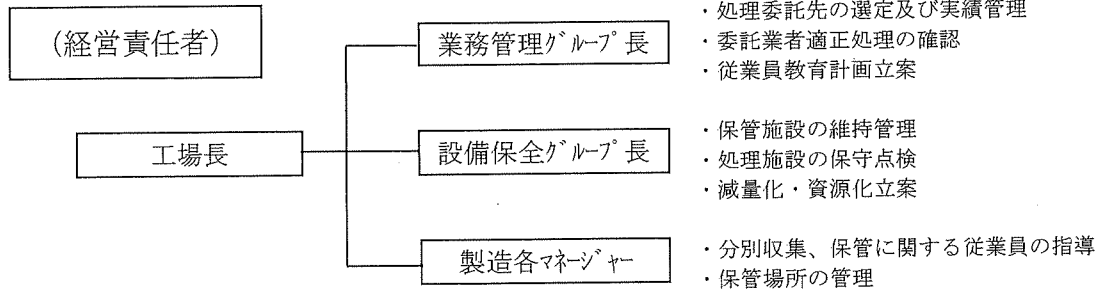 (経営責任者)
工場長
業務管理グループ長
・処理委託先の選定及び実績管理
・委託業者適正処理の確認
・従業員教育計画立案
設備保全グループ長
・保管施設の維持管理
・処理施設の保守点検
・減量化・資源化立案
製造各マネージャー
・分別収集、保管に関する従業員の指導
・保管場所の管理